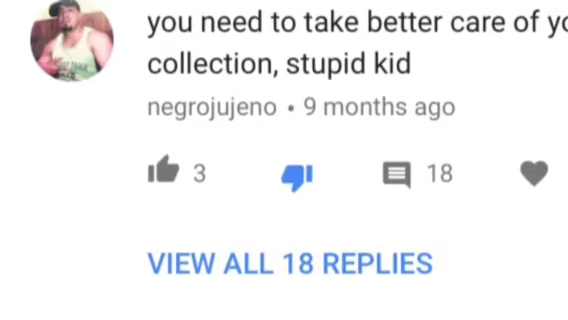 you need to take better care of
collection, stupid kid
negrojujeno • 9 months ago
3
18
VIEW ALL 18 REPLIES